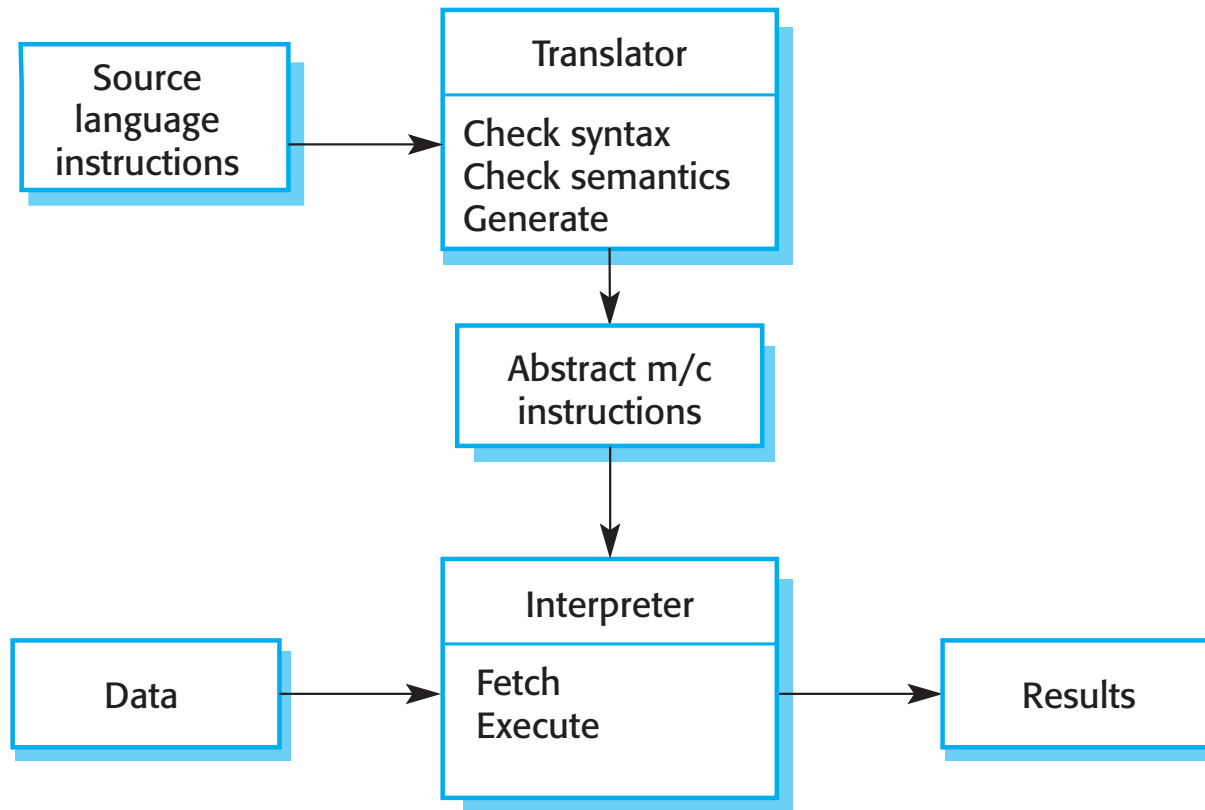 Source
language
instructions
Translator
Check syntax
Check semantics
Generate
Abstract m/c
instructions
Interpreter
Fetch
Execute
Data
Results